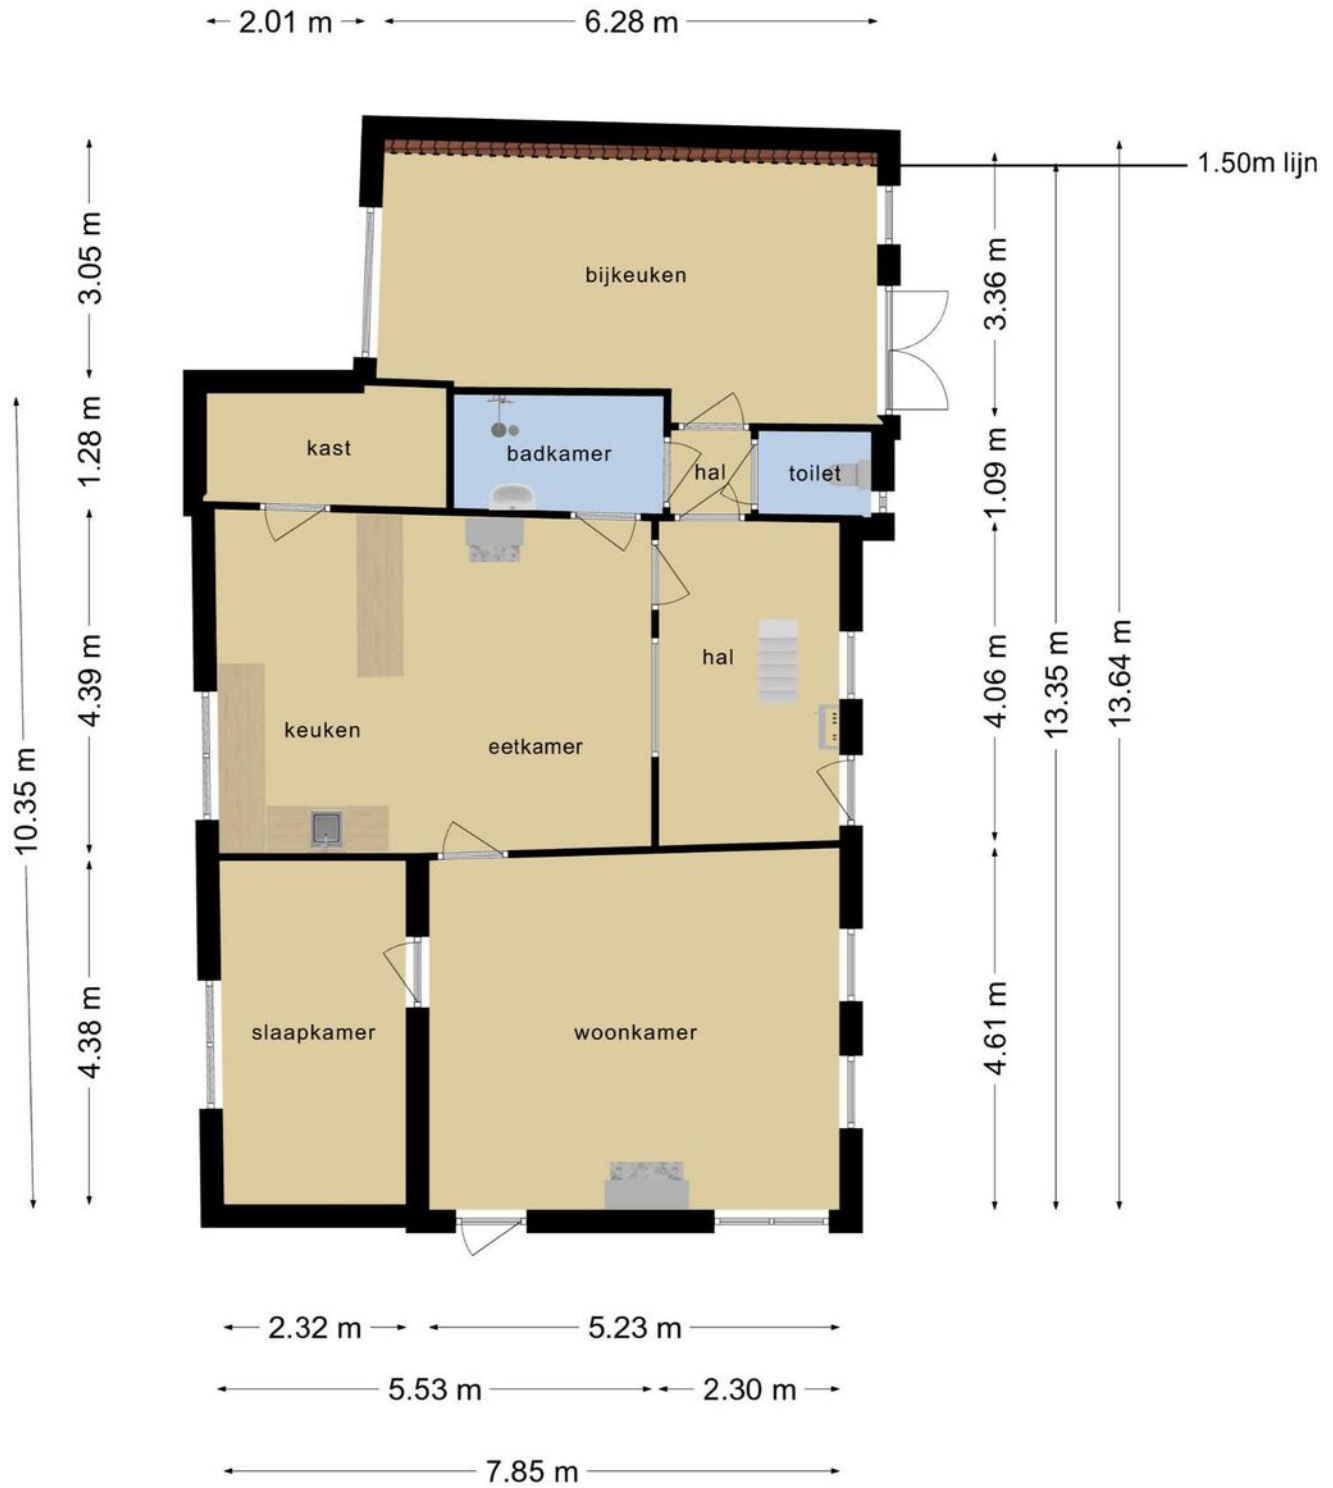 2.01 m
6.28 m
1.50m lijn
3.05 m
3.36 m
bijkeuken
1.28 m
kast
badkamer
hal
toilet
1.09 m
4.39 m
hal
4.06 m
13.35 m
13.64 m
keuken
eetkamer
10.35 m
4.38 m
slaapkamer
woonkamer
4.61 m
2.32 m
5.23 m
5.53 m
2.30 m
7.85 m